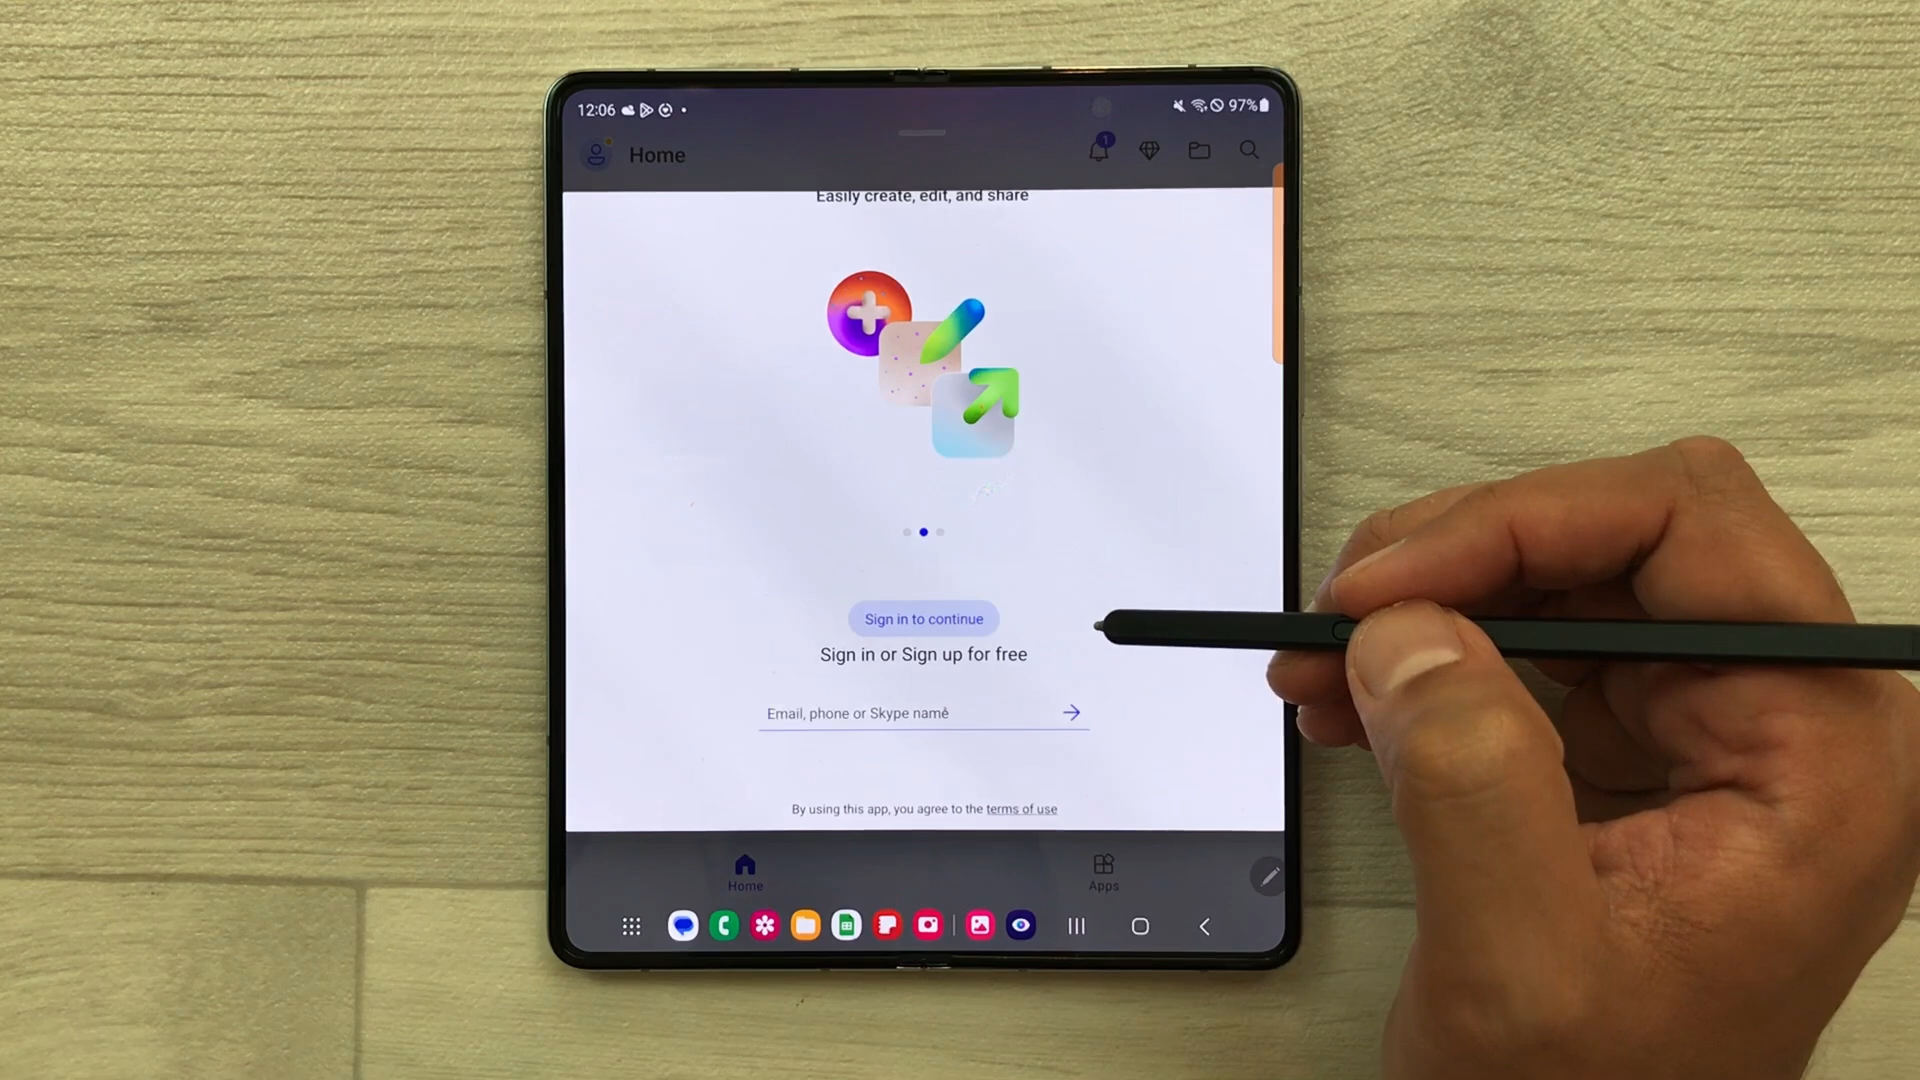 12:06
97%
1
Home
Easily create, edit, and share
Sign in to continue
Sign in or Sign up for free
Email, phone or Skype name
By using this app, you agree to the terms of use
Home
Apps